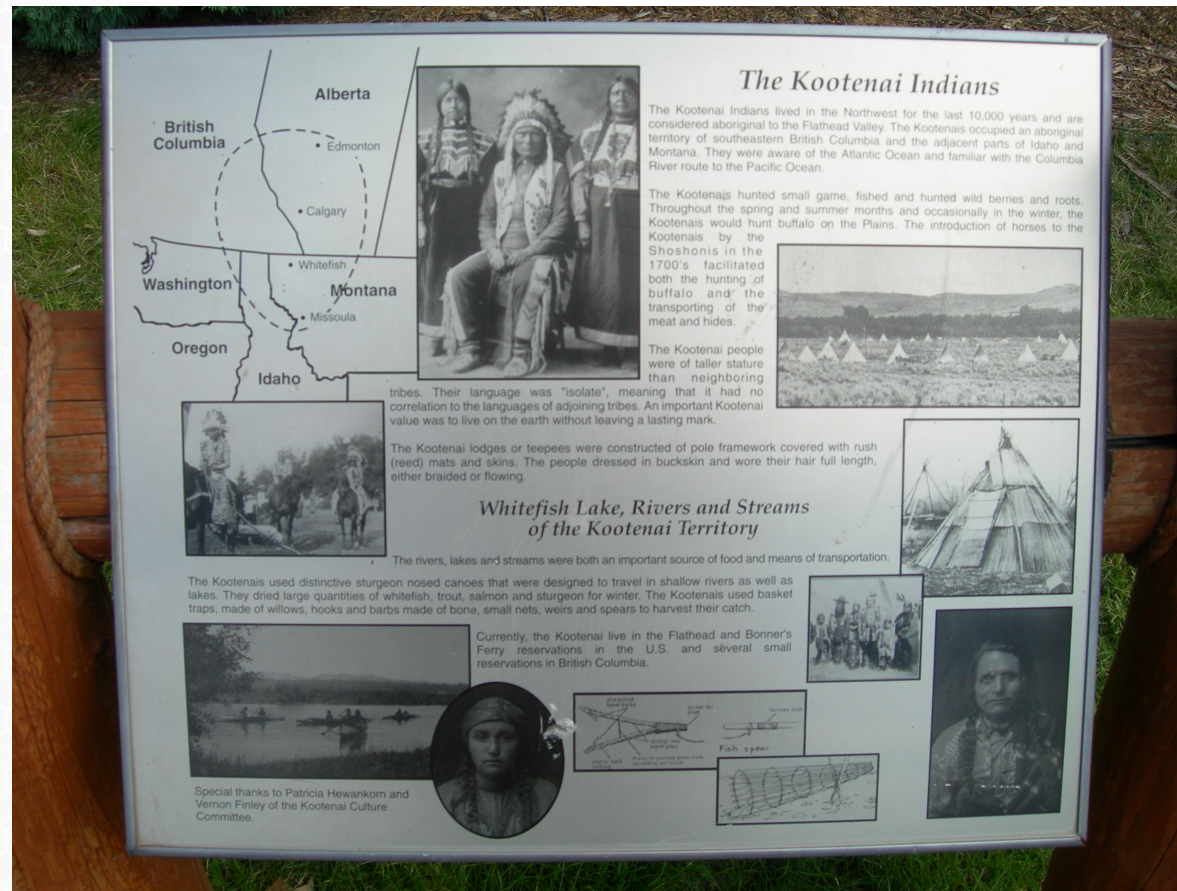 Alberta
British
Columbia
Edmonton
Calgary
Whitefish
Washington
Montana
Missoula
Oregon
Idaho
The Kootenai Indians
The Kootenai Indians lived in the Northwest for the last 10,000 years and are
considered aboriginal to the Flathead Valley. The Kootenais occupied an aboriginal
territory of southeastern British Columbia and the adjacent parts of Idaho and
Montana. They were aware of the Atlantic Ocean and familiar with the Columbia
River route to the Pacific Ocean.
The Kootenais hunted small game, fished and hunted wild berries and roots.
Throughout the spring and summer months and occasionally in the winter, the
Kootenais would hunt buffalo on the Plains. The introduction of horses to the
Kootenais by the
Shoshonis in the
1700's facilitated
both the hunting of
buffalo and the
transporting of the
meat and hides.
The Kootenai people
were of taller stature
than neighboring
tribes. Their language was "isolate", meaning that it had no
correlation to the languages of adjoining tribes. An important Kootenai
value was to live on the earth without leaving a lasting mark.
The Kootenai lodges or teepees were constructed of pole framework covered with rush
(reed) mats and skins. The people dressed in buckskin and wore their hair full length,
either braided or flowing.
Whitefish Lake, Rivers and Streams
of the Kootenai Territory
The rivers, lakes and streams were both an important source of food and means of transportation.
The Kootenais used distinctive sturgeon nosed canoes that were designed to travel in shallow rivers as well as
lakes. They dried large quantities of whitefish, trout, salmon and sturgeon for winter. The Kootenais used basket
traps, made of willows, hooks and barbs made of bone, small nets, weirs and spears to harvest their catch.
Currently, the Kootenai live in the Flathead and Bonner's
Ferry reservations in the U.S. and several small
reservations in British Columbia.
sharpened
bone barbs
Fish spear
Special thanks to Patricia Hewankorn and
Vernon Finley of the Kootenai Culture
Committee.